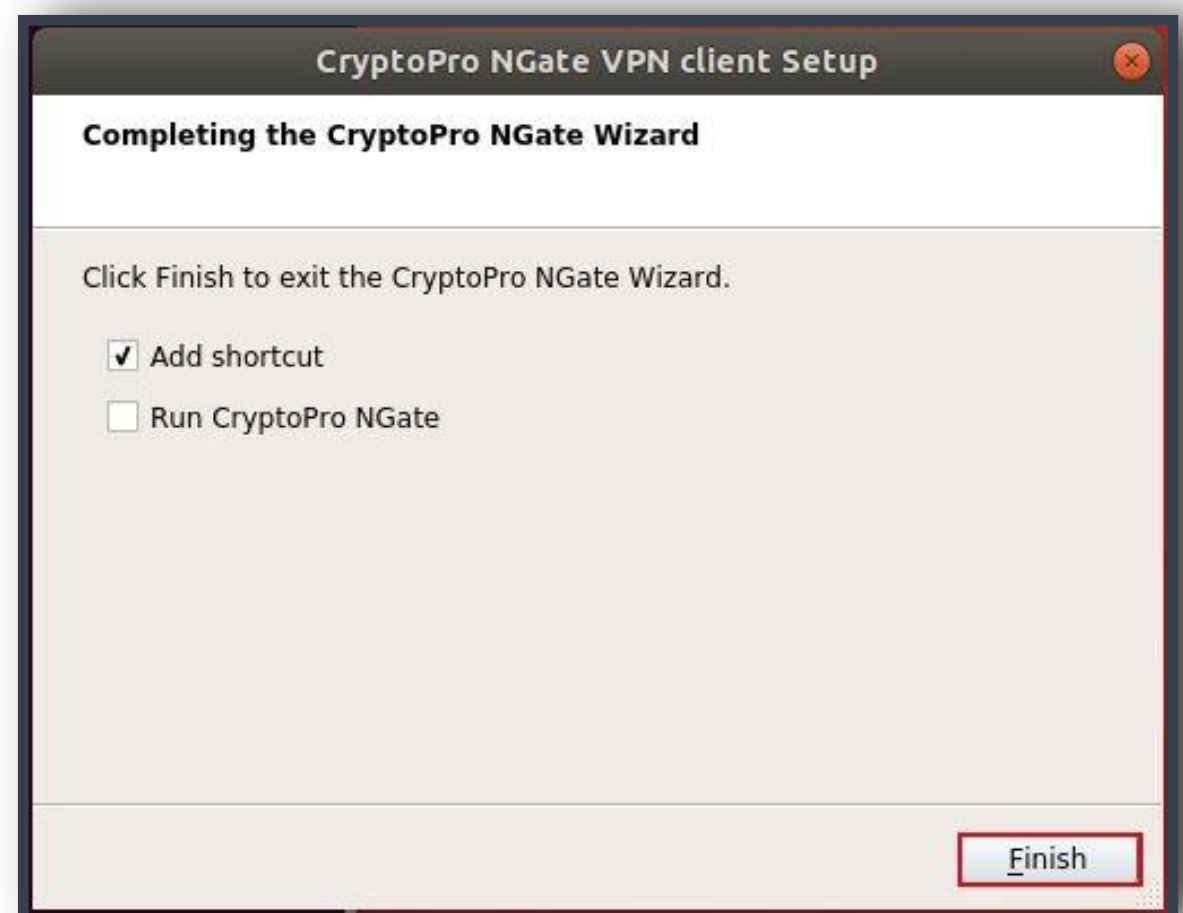 CryptoPro NGate VPN client Setup
Completing the CryptoPro NGate Wizard
Click Finish to exit the CryptoPro NGate Wizard.
Add shortcut
Run CryptoPro NGate
Finish